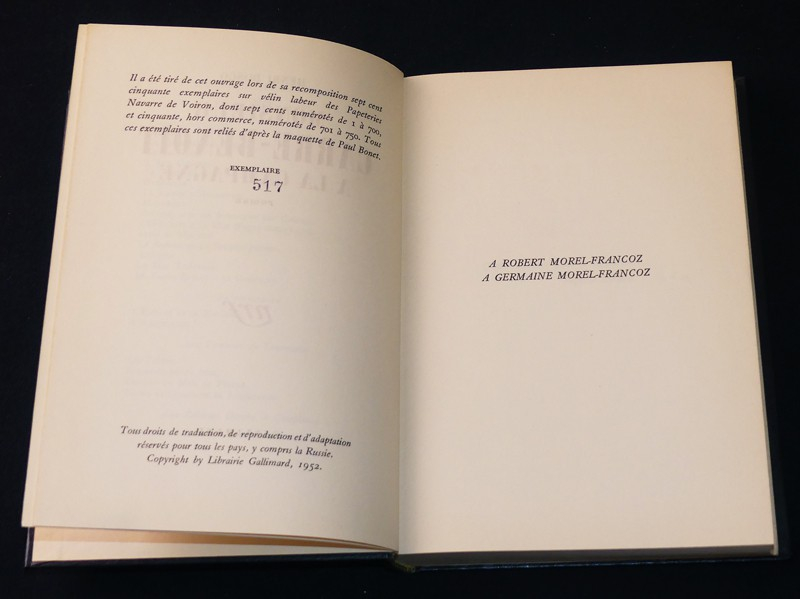 Il a été tiré de cet ouvrage lors de sa recomposition sept cent
cinquante exemplaires sur vélin labeur des Papeteries
Navarre de Voiron, dont sept cents numérotés de 1 à 700,
et cinquante, hors commerce, numérotés de 701 à 750. Tous
ces exemplaires sont reliés d'après la maquette de Paul Bonet.
EXEMPLAIRE
517
Tous droits de traduction, de reproduction et d'adaptation
réservés pour tous les pays, y compris la Russie.
Copyright by Librairie Gallimard, 1952.
A ROBERT MOREL-FRANCOZ
A GERMAINE MOREL-FRANCOZ